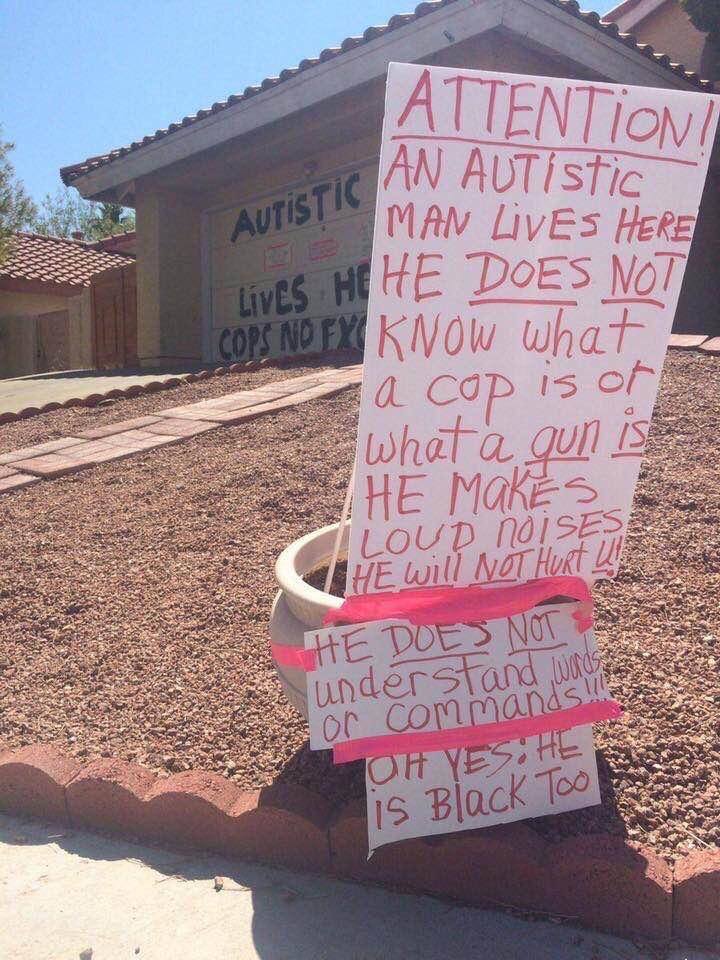 ATTENTION!
AN AUTiStiC
MAN LiVES HERE
HE DOES NOT
KNOW what
a cop is or
what a gun is
HE MAKES
LOUD noiSES
HE will NOT HURT U!
HE DOES NOT
understand words
or commands!!!
OH YES: HE
is Black Too
AUTiSTiC
LiVES HE
COPS NO EXC